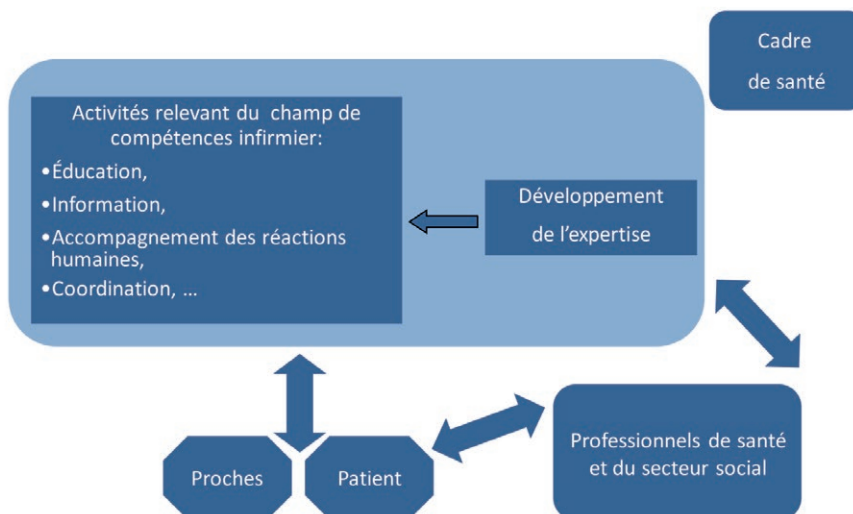 Cadre
de santé
Activités relevant du champ de
compétences infirmier:
•Éducation,
•Information,
•Accompagnement des réactions
humaines,
•Coordination, ...
Développement
de l'expertise
Proches
Patient
Professionnels de santé
et du secteur social